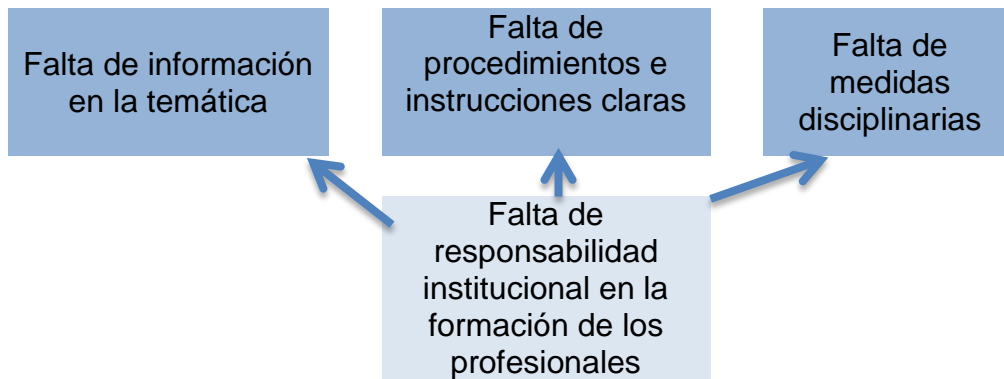 Falta de información
en la temática
Falta de
procedimientos e
instrucciones claras
Falta de
medidas
disciplinarias
Falta de
responsabilidad
institucional en la
formación de los
profesionales